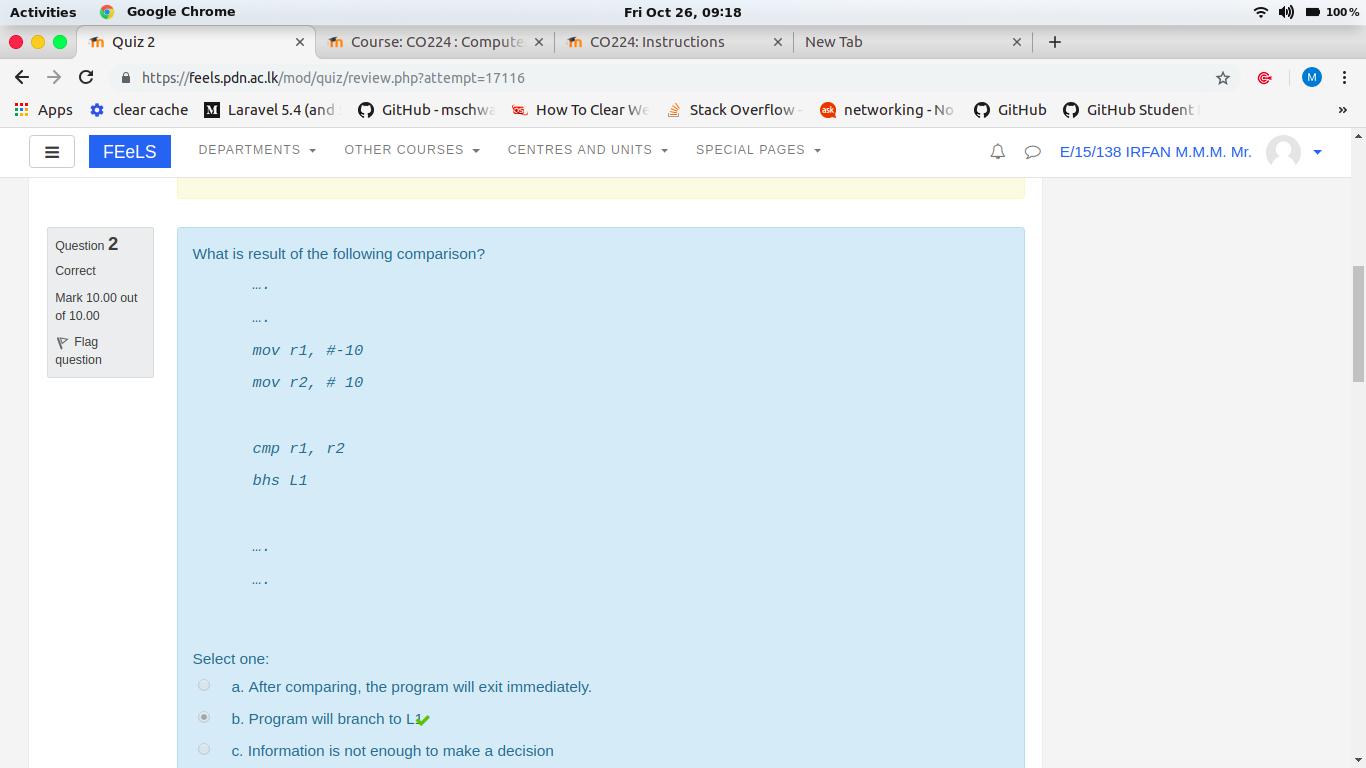 Activities Google Chrome Fri Oct 26, 09:18 100 %
Quiz 2 Course: CO224 : Compute CO224: Instructions New Tab
https://feels.pdn.ac.lk/mod/quiz/review.php?attempt=17116 M
Apps clear cache M Laravel 5.4 (and GitHub - mschwa How To Clear We Stack Overflow - ask networking - No GitHub GitHub Student »
FEeLS DEPARTMENTS OTHER COURSES CENTRES AND UNITS SPECIAL PAGES E/15/138 IRFAN M.M.M. Mr.
Question 2
Correct
Mark 10.00 out
of 10.00
Flag
question
What is result of the following comparison?
….
….
mov r1, #-10
mov r2, # 10
cmp r1, r2
bhs L1
….
….
Select one:
a. After comparing, the program will exit immediately.
b. Program will branch to L1
c. Information is not enough to make a decision